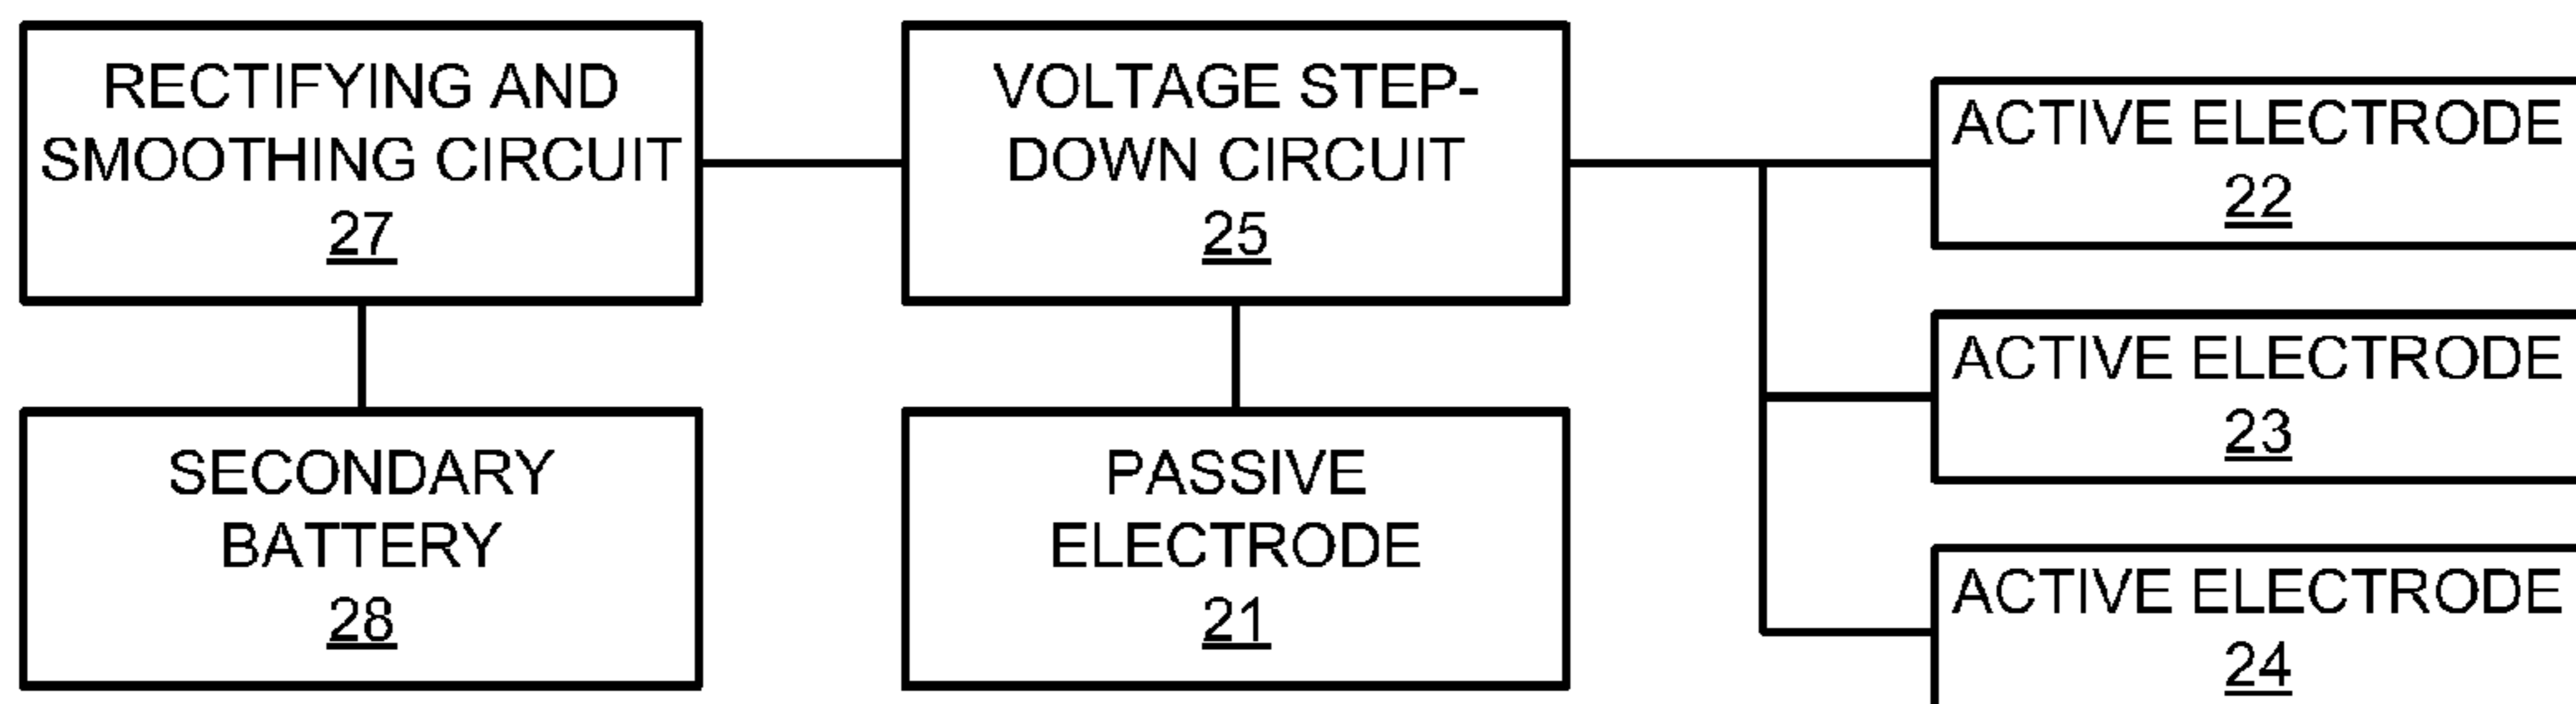 RECTIFYING AND
SMOOTHING CIRCUIT
27
VOLTAGE STEP-
DOWN CIRCUIT
25
ACTIVE ELECTRODE
22
ACTIVE ELECTRODE
23
SECONDARY
BATTERY
28
PASSIVE
ELECTRODE
21
ACTIVE ELECTRODE
24